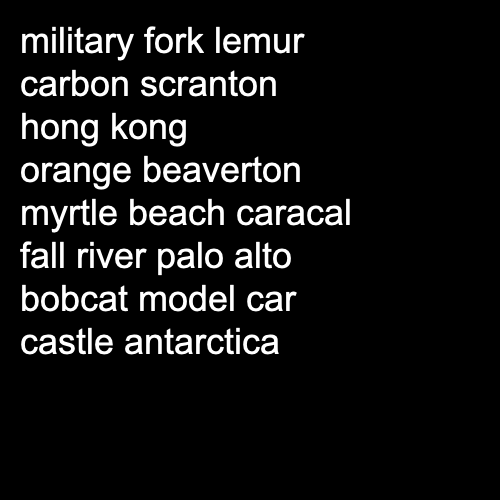 military fork lemur
carbon scranton
hong kong
orange beaverton
myrtle beach caracal
fall river palo alto
bobcat model car
castle antarctica